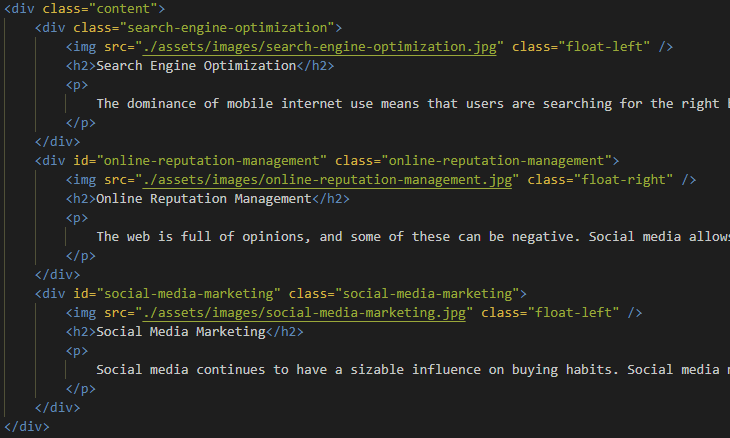 <div class="content">
    <div class="search-engine-optimization">
        <img src="./assets/images/search-engine-optimization.jpg" class="float-left" />
        <h2>Search Engine Optimization</h2>
        <p>
            The dominance of mobile internet use means that users are searching for the right
        </p>
    </div>
    <div id="online-reputation-management" class="online-reputation-management">
        <img src="./assets/images/online-reputation-management.jpg" class="float-right" />
        <h2>Online Reputation Management</h2>
        <p>
            The web is full of opinions, and some of these can be negative. Social media allows
        </p>
    </div>
    <div id="social-media-marketing" class="social-media-marketing">
        <img src="./assets/images/social-media-marketing.jpg" class="float-left" />
        <h2>Social Media Marketing</h2>
        <p>
            Social media continues to have a sizable influence on buying habits. Social media
        </p>
    </div>
</div>